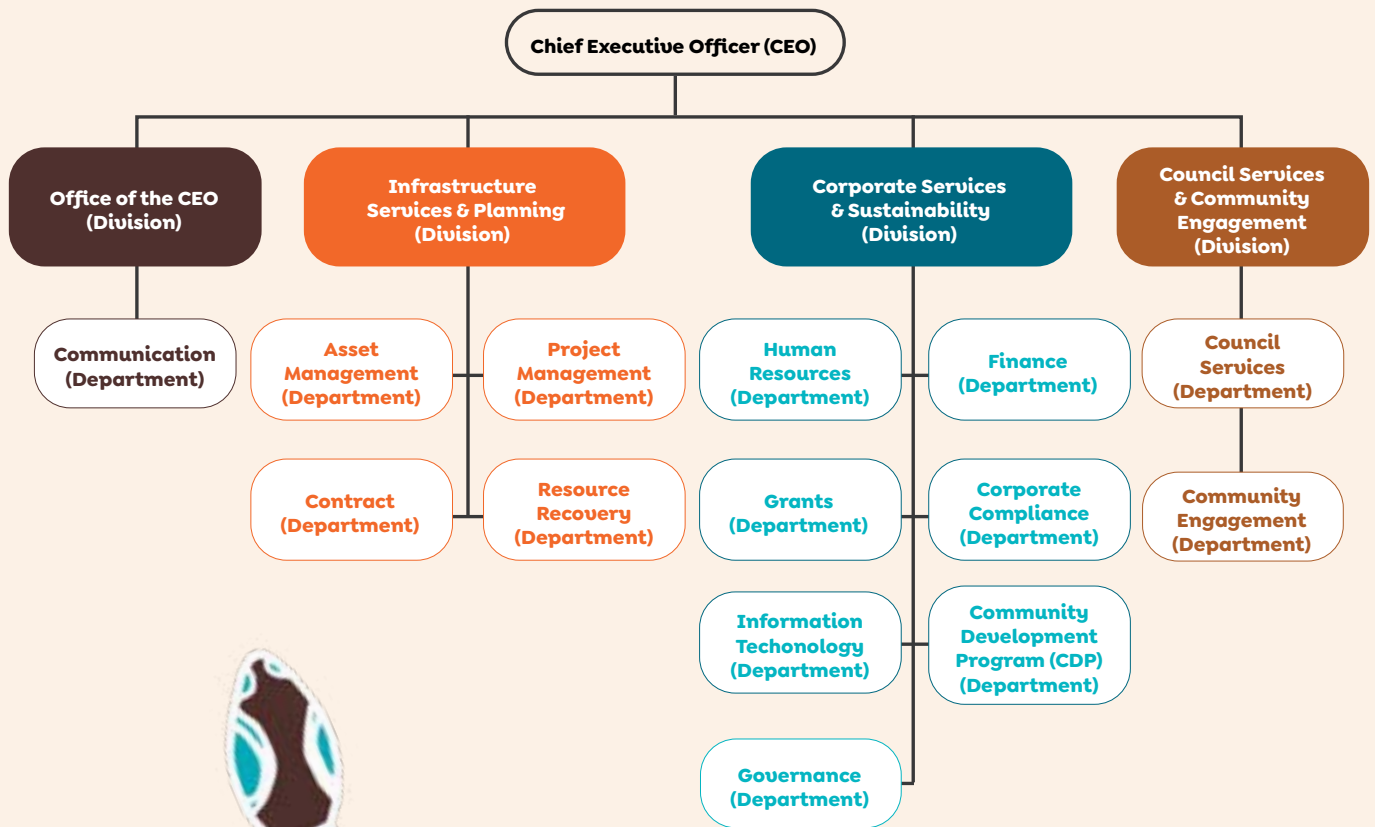 Chief Executive Officer (CEO)
Office of the CEO
(Division)
Infrastructure
Services & Planning
(Division)
Corporate Services
& Sustainability
(Division)
Council Services
& Community
Engagement
(Division)
Communication
(Department)
Asset
Management
(Department)
Project
Management
(Department)
Human
Resources
(Department)
Finance
(Department)
Council
Services
(Department)
Contract
(Department)
Resource
Recovery
(Department)
Grants
(Department)
Corporate
Compliance
(Department)
Community
Engagement
(Department)
Information
Techonology
(Department)
Community
Development
Program (CDP)
(Department)
Governance
(Department)